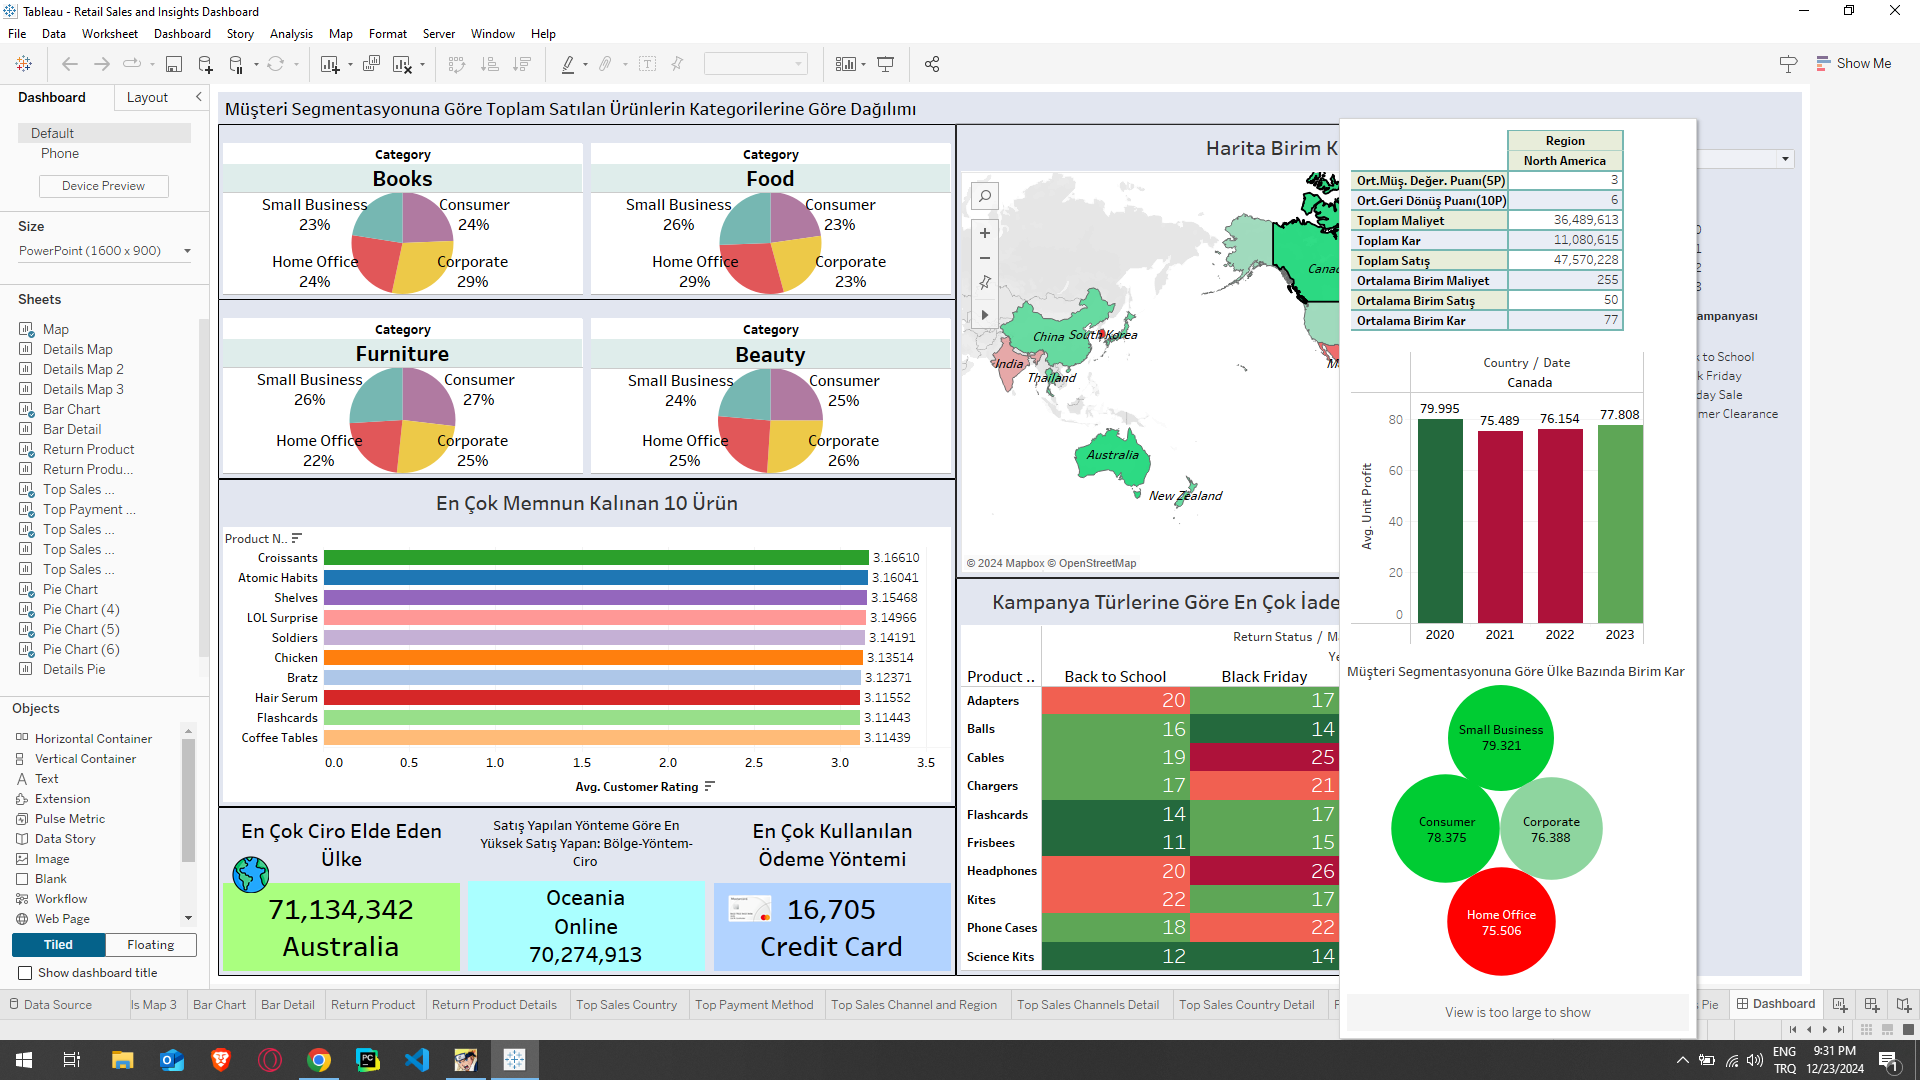 Tableau - Retail Sales and Insights Dashboard
File Data Worksheet Dashboard Story Analysis Map Format Server Window Help
Show Me
Dashboard
Layout
Default
Phone
Device Preview
Size
PowerPoint (1600 x 900)
Sheets
Map
Details Map
Details Map 2
Details Map 3
Bar Chart
Bar Detail
Return Product
Return Produ...
Top Sales ...
Top Payment ...
Top Sales ...
Top Sales ...
Top Sales ...
Pie Chart
Pie Chart (4)
Pie Chart (5)
Pie Chart (6)
Details Pie
Objects
Horizontal Container
Vertical Container
Text
Extension
Pulse Metric
Data Story
Image
Blank
Workflow
Web Page
Tiled
Floating
Show dashboard title
Müşteri Segmentasyonuna Göre Toplam Satılan Ürünlerin Kategorilerine Göre Dağılımı
Category
Books
Small Business
23%
Consumer
24%
Home Office
24%
Corporate
29%
Category
Food
Small Business
26%
Consumer
23%
Home Office
29%
Corporate
23%
Category
Furniture
Small Business
26%
Consumer
27%
Home Office
22%
Corporate
25%
Category
Beauty
Small Business
24%
Consumer
25%
Home Office
25%
Corporate
26%
En Çok Memnun Kalınan 10 Ürün
Product N..
Croissants 3.16610
Atomic Habits 3.16041
Shelves 3.15468
LOL Surprise 3.14966
Soldiers 3.14191
Chicken 3.13514
Bratz 3.12371
Hair Serum 3.11552
Flashcards 3.11443
Coffee Tables 3.11439
0.0 0.5 1.0 1.5 2.0 2.5 3.0 3.5
Avg. Customer Rating
En Çok Ciro Elde Eden
Ülke
71,134,342
Australia
Satış Yapılan Yönteme Göre En
Yüksek Satış Yapan: Bölge-Yöntem-
Ciro
Oceania
Online
70,274,913
En Çok Kullanılan
Ödeme Yöntemi
16,705
Credit Card
Harita Birim K
Canad
China
South Korea
India
Thailand
M
Australia
New Zealand
© 2024 Mapbox © OpenStreetMap
Kampanya Türlerine Göre En Çok İade
Return Status / Ma
Ye
Product .. Back to School Black Friday
Adapters 20 17
Balls 16 14
Cables 19 25
Chargers 17 21
Flashcards 14 17
Frisbees 11 15
Headphones 20 26
Kites 22 17
Phone Cases 18 22
Science Kits 12 14
Region
North America
Ort.Müş. Değer. Puanı(5P) 3
Ort.Geri Dönüş Puanı(10P) 6
Toplam Maliyet 36,489,613
Toplam Kar 11,080,615
Toplam Satış 47,570,228
Ortalama Birim Maliyet 255
Ortalama Birim Satış 50
Ortalama Birim Kar 77
Country / Date
Canada
79.995 75.489 76.154 77.808
Avg. Unit Profit
80
60
40
20
0
2020 2021 2022 2023
Müşteri Segmentasyonuna Göre Ülke Bazında Birim Kar
Small Business
79.321
Consumer
78.375
Corporate
76.388
Home Office
75.506
View is too large to show
0
1
2
3
ampanyası
k to School
k Friday
day Sale
mer Clearance
Data Source ls Map 3 Bar Chart Bar Detail Return Product Return Product Details Top Sales Country Top Payment Method Top Sales Channel and Region Top Sales Channels Detail Top Sales Country Detail s Pie Dashboard
ENG
TRQ
9:31 PM
12/23/2024
1